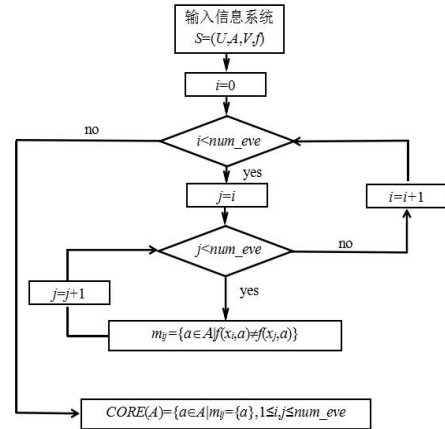 输入信息系统
S=(U,A,V,f)
i=0
no
i<num_eve
yes
j=i
i=i+1
j<num_eve
no
j=j+1
yes
mij={a∈A|f(xi,a)≠f(xj,a)}
CORE(A)={a∈A|mij={a},1≤i,j≤num_eve